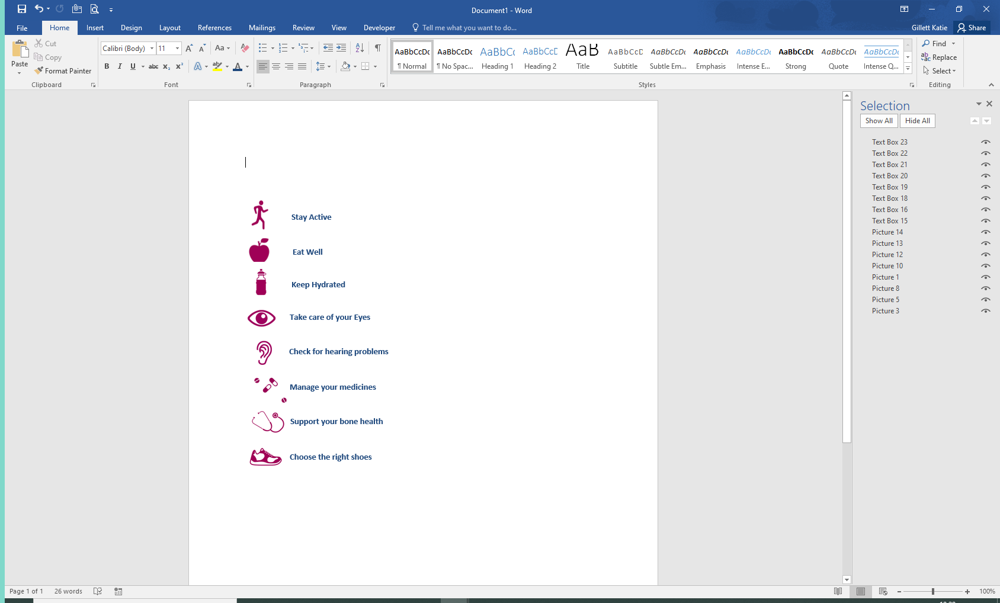 Document1 - Word
File Home Insert Design Layout References Mailings Review View Developer Tell me what you want to do... Gillett Katie Share
Paste
Cut
Copy
Format Painter
Clipboard
Calibri (Body) 11 Aa
B I U abc x₂ x² A ab A
Font
Paragraph
AaBbCcDc AaBbCcDc AaBbCc AaBbCcD AaB AaBbCcD AaBbCcDc AaBbCcDc AaBbCcDc AaBbCcDc AaBbCcDc AaBbCcDc
¶ Normal ¶ No Spac... Heading 1 Heading 2 Title Subtitle Subtle Em... Emphasis Intense E... Strong Quote Intense Q...
Styles
Find
Replace
Select
Editing
Stay Active
Eat Well
Keep Hydrated
Take care of your Eyes
Check for hearing problems
Manage your medicines
Support your bone health
Choose the right shoes
Selection
Show All Hide All
Text Box 23
Text Box 22
Text Box 21
Text Box 20
Text Box 19
Text Box 18
Text Box 16
Text Box 15
Picture 14
Picture 13
Picture 12
Picture 10
Picture 1
Picture 8
Picture 5
Picture 3
Page 1 of 1 26 words 100%